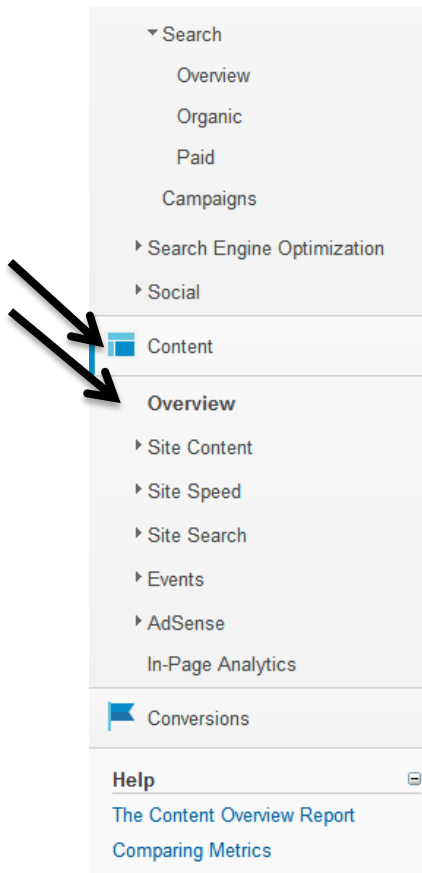 Search
Overview
Organic
Paid
Campaigns
Search Engine Optimization
Social
Content
Overview
Site Content
Site Speed
Site Search
Events
AdSense
In-Page Analytics
Conversions
Help
The Content Overview Report
Comparing Metrics